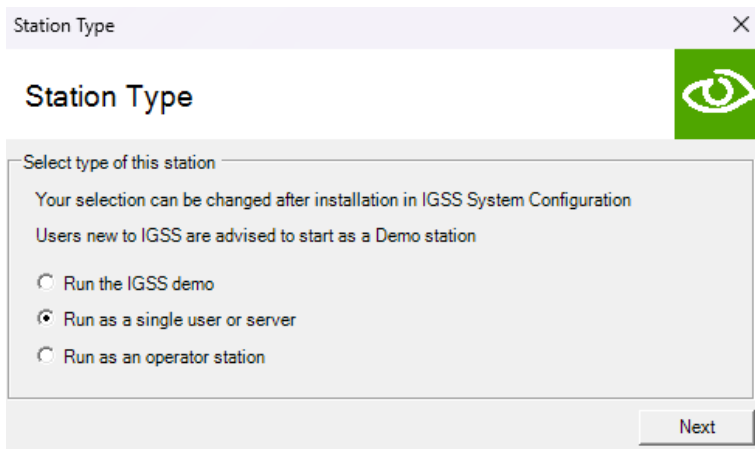 Station Type
Station Type
Select type of this station
Your selection can be changed after installation in IGSS System Configuration
Users new to IGSS are advised to start as a Demo station
Run the IGSS demo
Run as a single user or server
Run as an operator station
Next